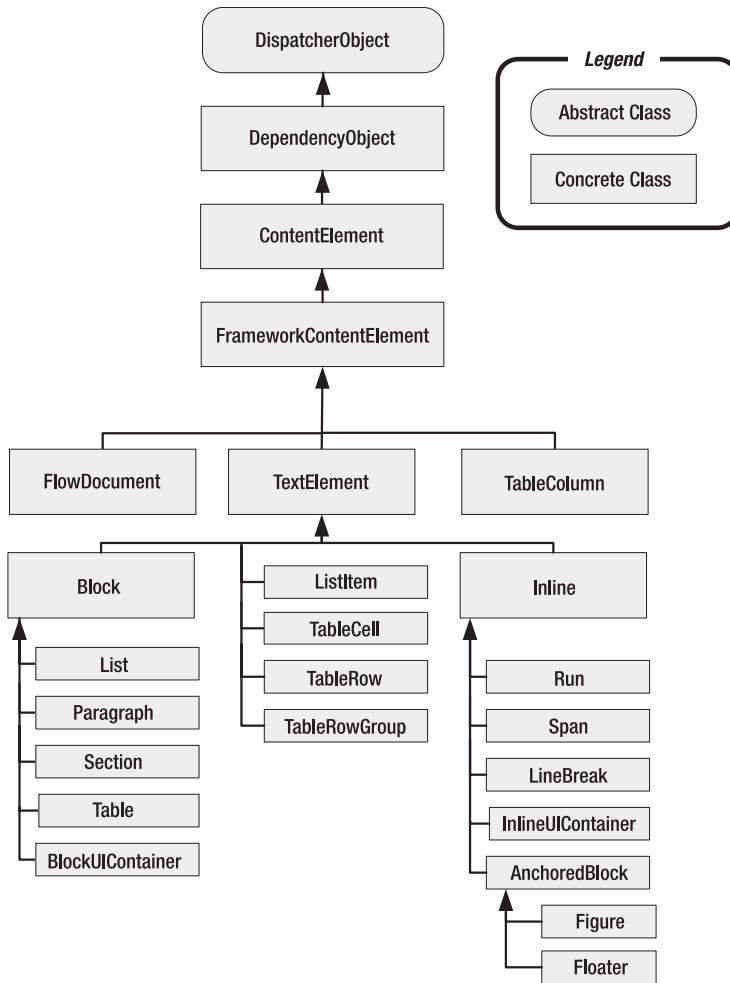 DispatcherObject
Legend
Abstract Class
Concrete Class
DependencyObject
ContentElement
FrameworkContentElement
FlowDocument
TextElement
TableColumn
Block
List
Paragraph
Section
Table
BlockUIContainer
ListItem
TableCell
TableRow
TableRowGroup
Inline
Run
Span
LineBreak
InlineUIContainer
AnchoredBlock
Figure
Floater